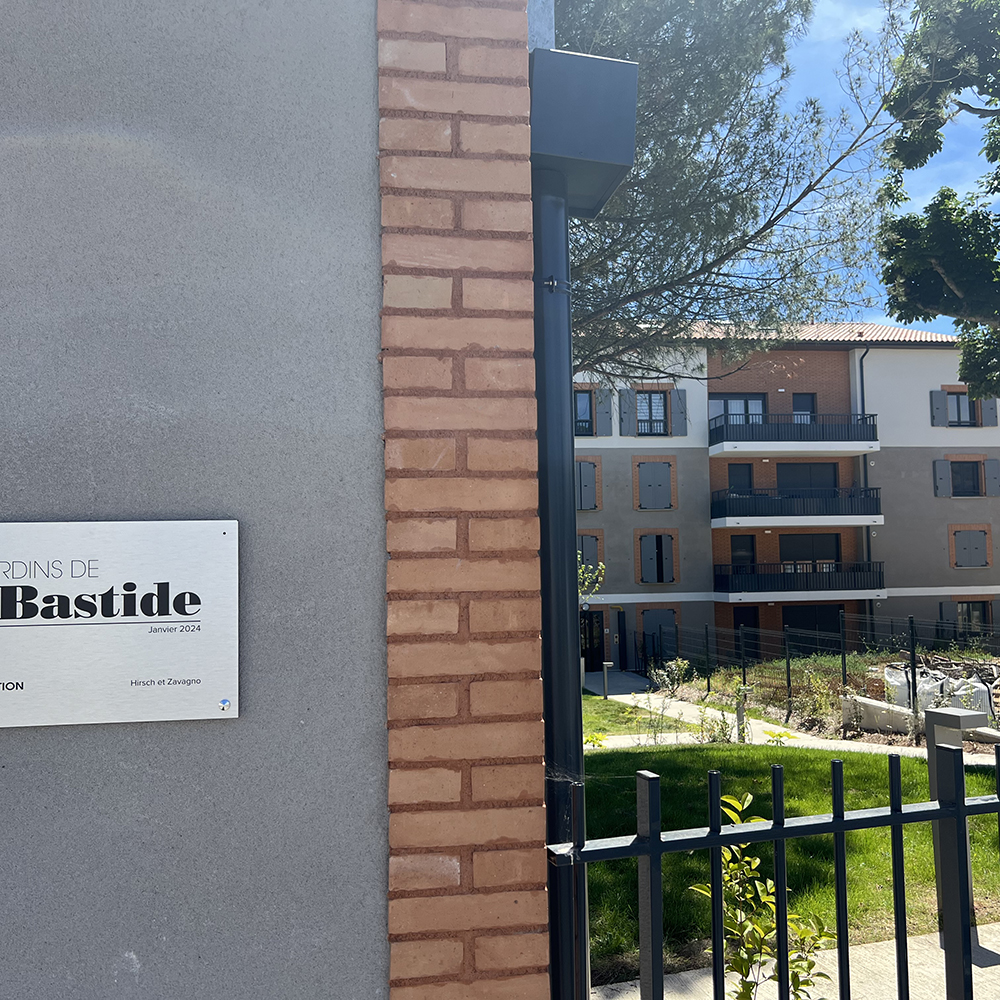 RDINS DE
Bastide
Janvier 2024
TION
Hirsch et Zavagno